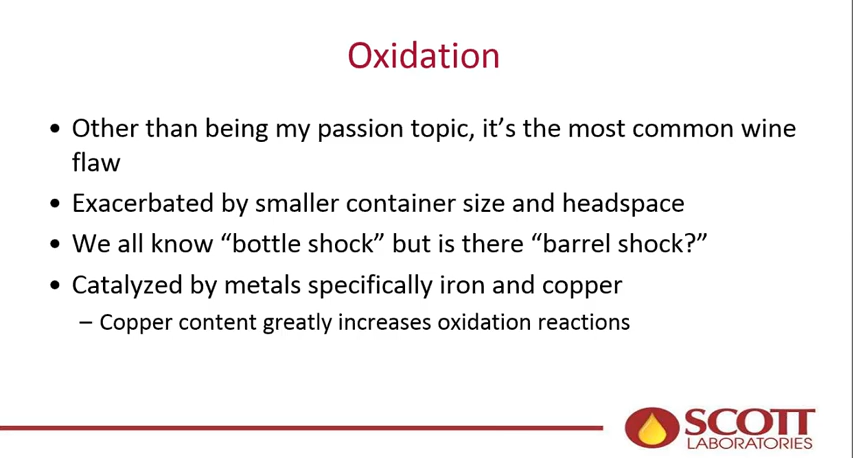 Oxidation
• Other than being my passion topic, it’s the most common wine
flaw
• Exacerbated by smaller container size and headspace
• We all know “bottle shock” but is there “barrel shock?”
• Catalyzed by metals specifically iron and copper
– Copper content greatly increases oxidation reactions
SCOTT
LABORATORIES